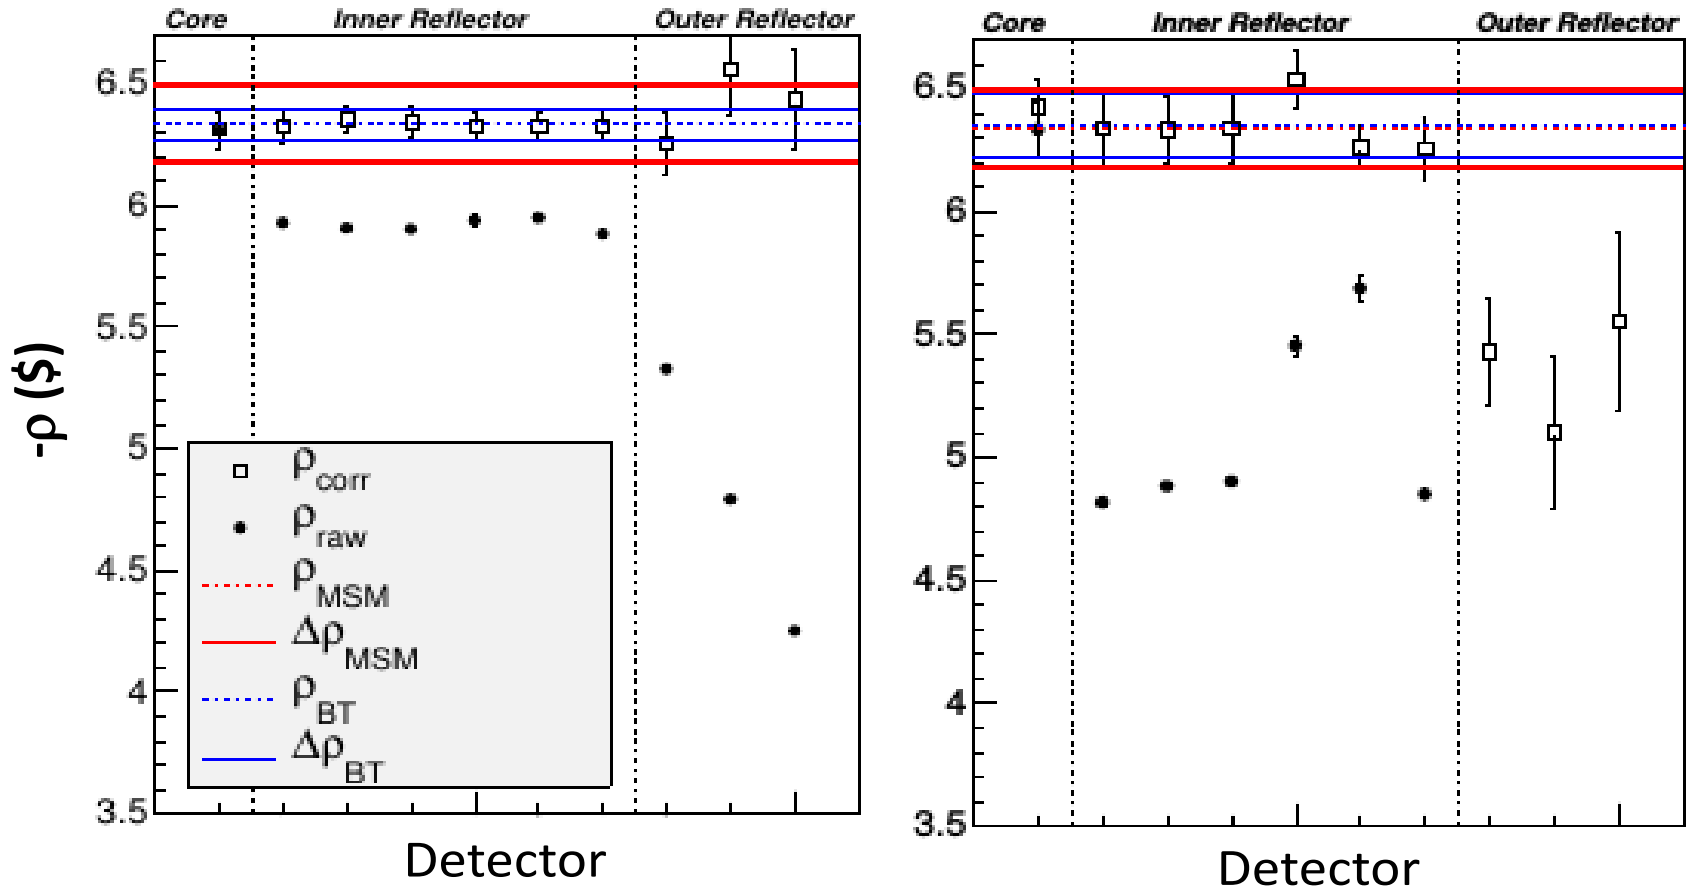 Core Inner Reflector Outer Reflector
6.5
6
5.5
5
4.5
4
3.5
-ρ ($)
ρcorr
ρraw
ρMSM
ΔρMSM
ρBT
ΔρBT
Detector
Core Inner Reflector Outer Reflector
6.5
6
5.5
5
4.5
4
3.5
Detector